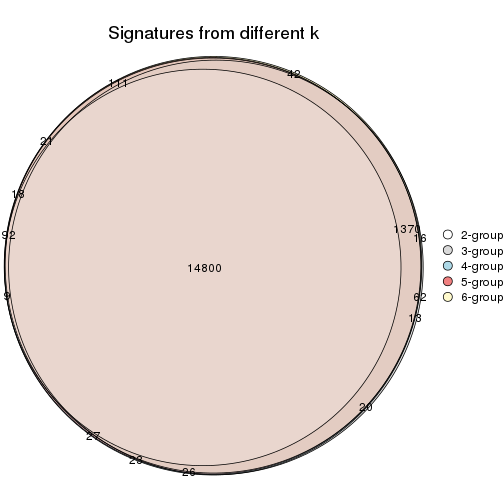 Signatures from different k
42
111
21
18
1370
92
16
2-group
3-group
4-group
14800
5-group
9
62
6-group
13
20
27
23
26